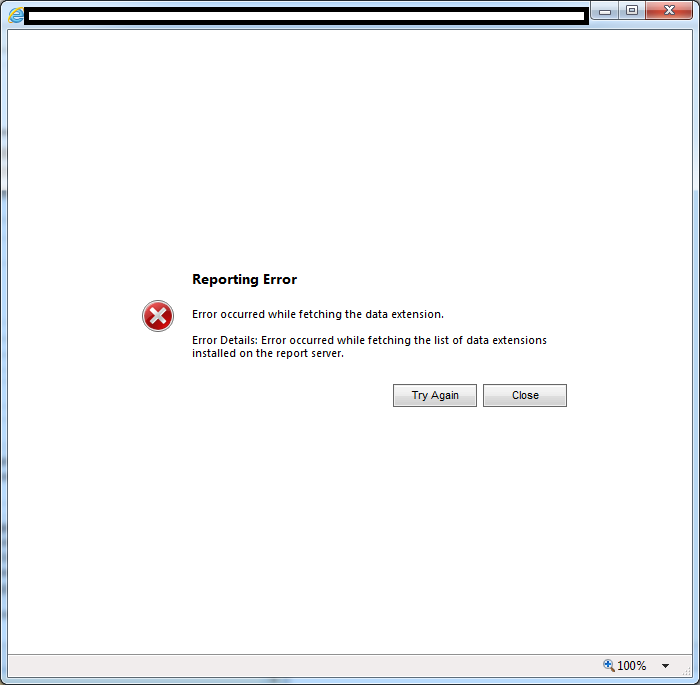 Reporting Error
Error occurred while fetching the data extension.
Error Details: Error occurred while fetching the list of data extensions
installed on the report server.
Try Again
Close
100%